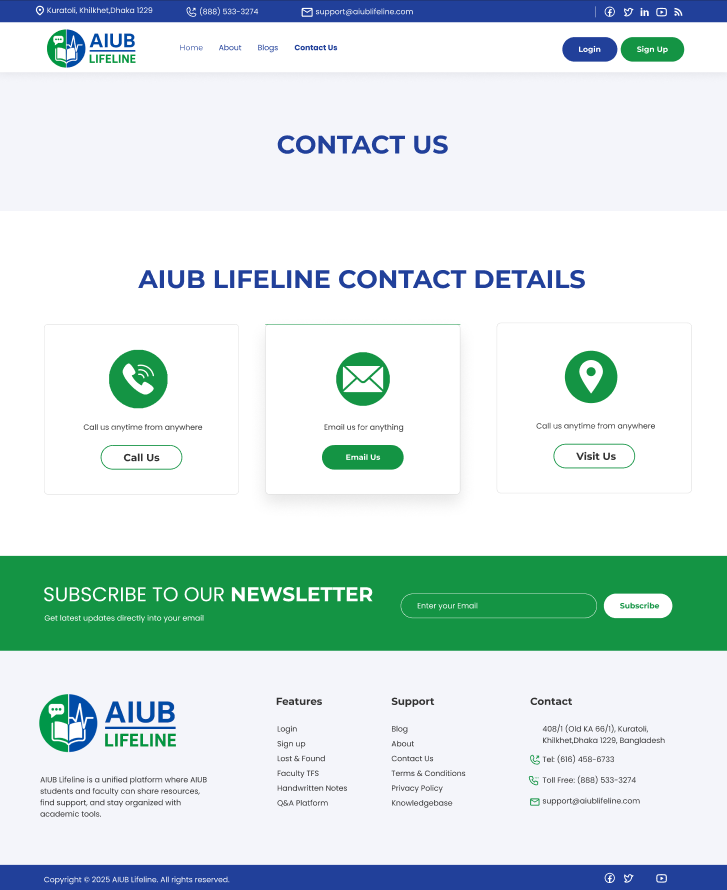 Kuratoli, Khilkhet,Dhaka 1229
(888) 533-3274
support@aiublifeline.com
AIUB
LIFELINE
Home
About
Blogs
Contact Us
Login
Sign Up
CONTACT US
AIUB LIFELINE CONTACT DETAILS
Call us anytime from anywhere
Call Us
Email us for anything
Email Us
Call us anytime from anywhere
Visit Us
SUBSCRIBE TO OUR NEWSLETTER
Get latest updates directly into your email
Enter your Email
Subscribe
AIUB
LIFELINE
AIUB Lifeline is a unified platform where AIUB
students and faculty can share resources,
find support, and stay organized with
academic tools.
Features
Login
Sign up
Lost & Found
Faculty TFS
Handwritten Notes
Q&A Platform
Support
Blog
About
Contact Us
Terms & Conditions
Privacy Policy
Knowledgebase
Contact
408/1 (Old KA 66/1), Kuratoli,
Khilkhet,Dhaka 1229, Bangladesh
Tel: (616) 458-6733
Toll Free: (888) 533-3274
support@aiublifeline.com
Copyright © 2025 AIUB Lifeline. All rights reserved.